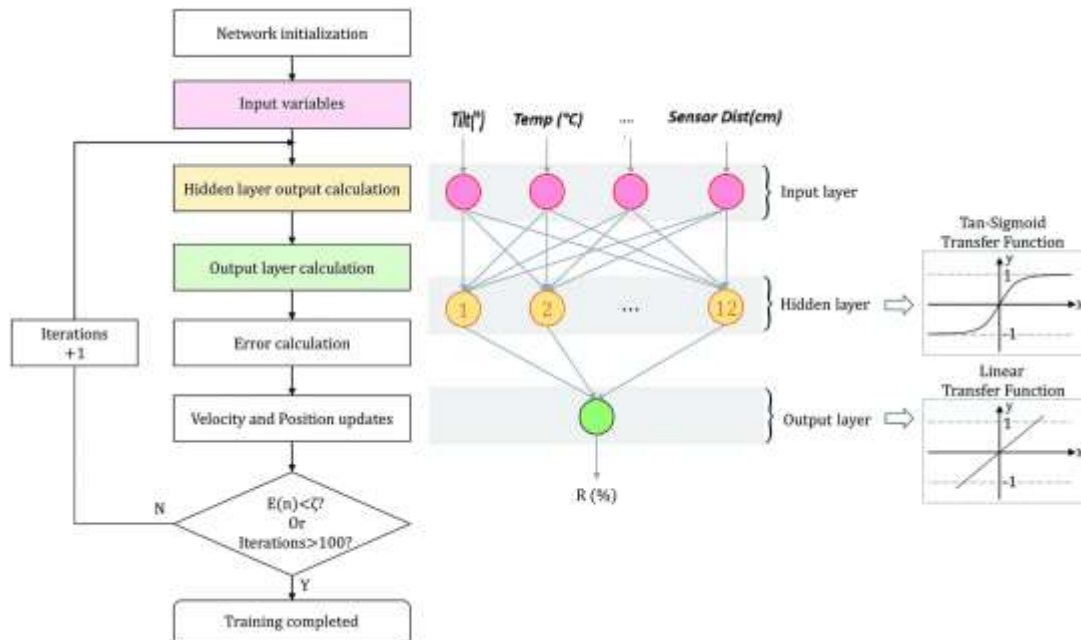 Network initialization
Input variables
Hidden layer output calculation
Output layer calculation
Error calculation
Velocity and Position updates
E(n)<ζ?
Or
Iterations>100?
N
Y
Iterations
+1
Training completed
Tilt(°)
Temp (°C)
....
Sensor Dist(cm)
Input layer
1
2
...
12
Hidden layer
Output layer
R (%)
Tan-Sigmoid
Transfer Function
y
1
x
-1
Linear
Transfer Function
y
1
x
-1